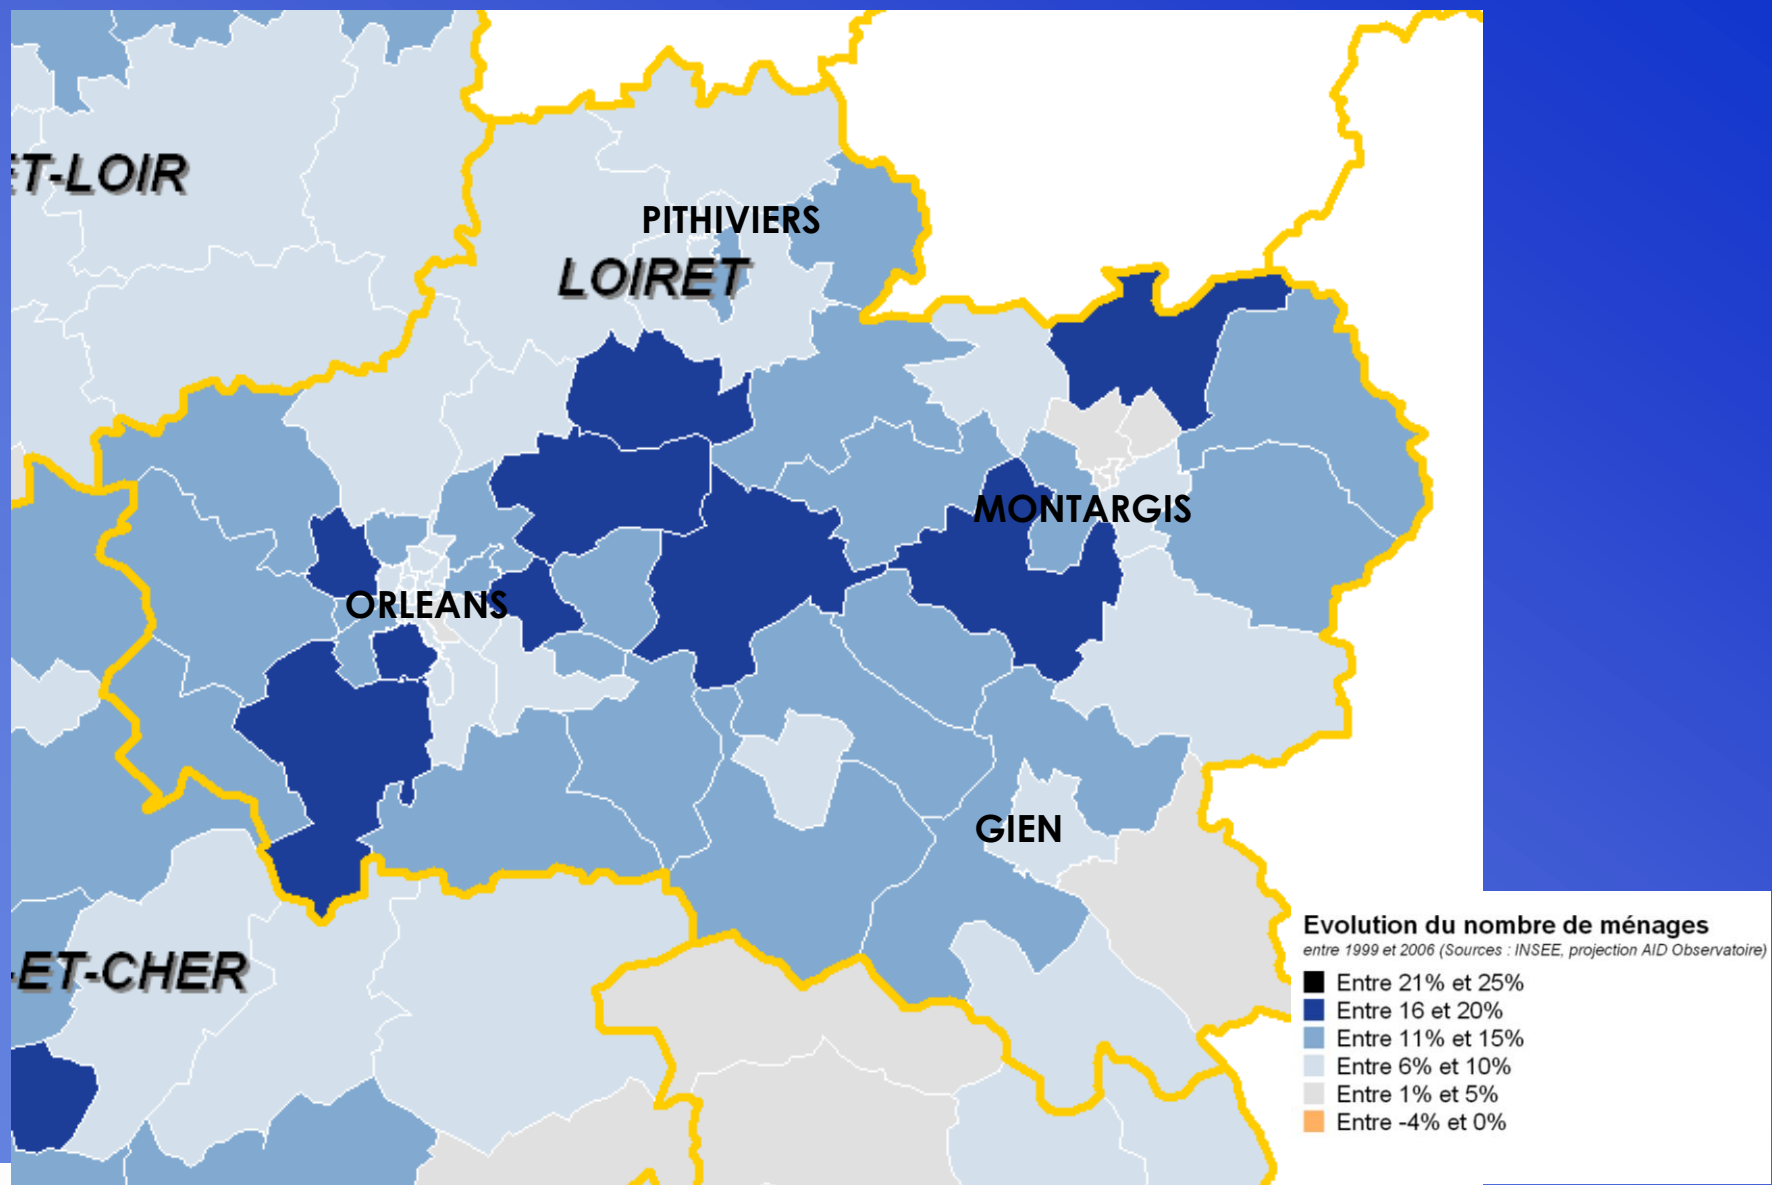 ET-LOIR
PITHIVIERS
LOIRET
MONTARGIS
ORLEANS
GIEN
-ET-CHER
Evolution du nombre de ménages
entre 1999 et 2006 (Sources : INSEE, projection AID Observatoire)
Entre 21% et 25%
Entre 16 et 20%
Entre 11% et 15%
Entre 6% et 10%
Entre 1% et 5%
Entre -4% et 0%